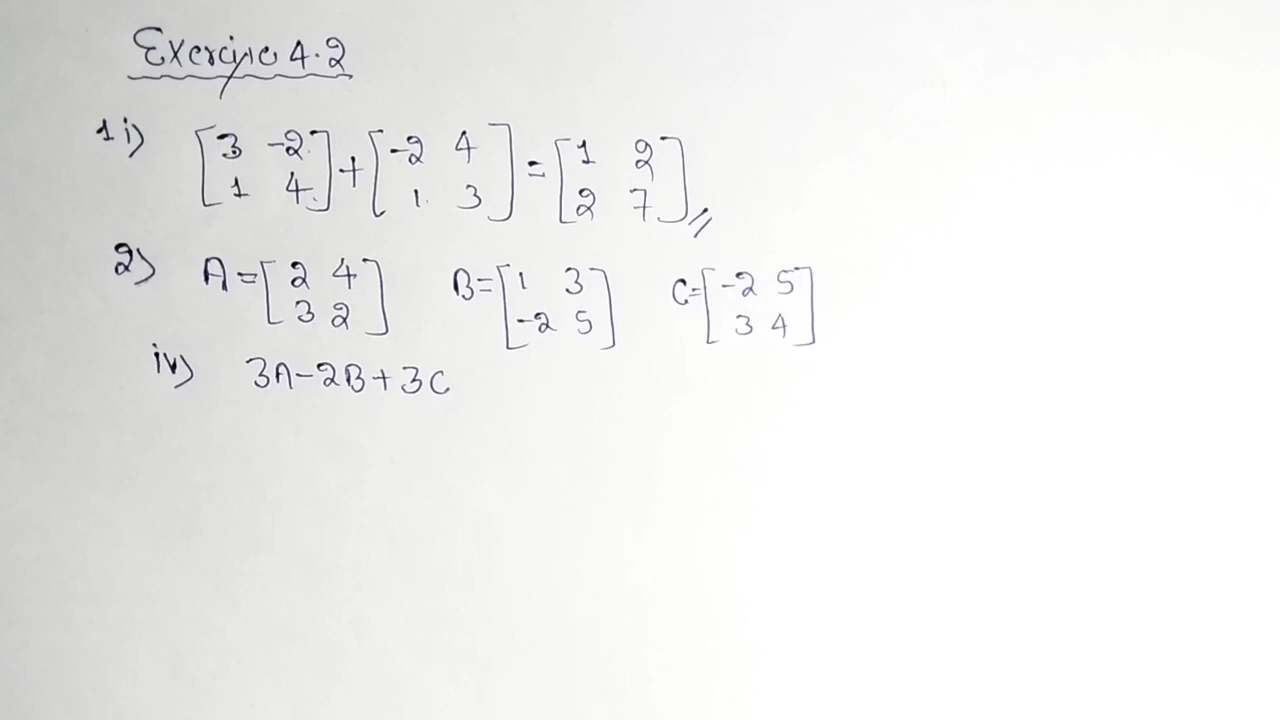 Exercise 4.2
1 i) [3 -2 1 4] + [-2 4 1 3] = [1 2 2 7]
2) A = [2 4 3 2] B = [1 3 -2 5] C = [-2 5 3 4]
iv) 3A - 2B + 3C